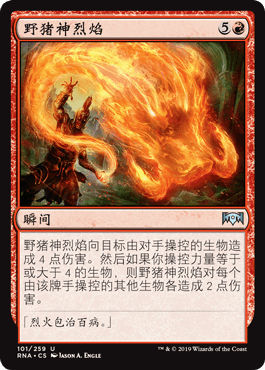 野猪神烈焰 5
瞬间
野猪神烈焰向目标由对手操控的生物造
成 4 点伤害。然后如果你操控力量等于
或大于 4 的生物，则野猪神烈焰对每个
由该牌手操控的其他生物各造成 2 点伤
害。
「烈火包治百病。」
101/259 U
RNA • CS JASON A. ENGLE
™ & © 2019 Wizards of the Coast